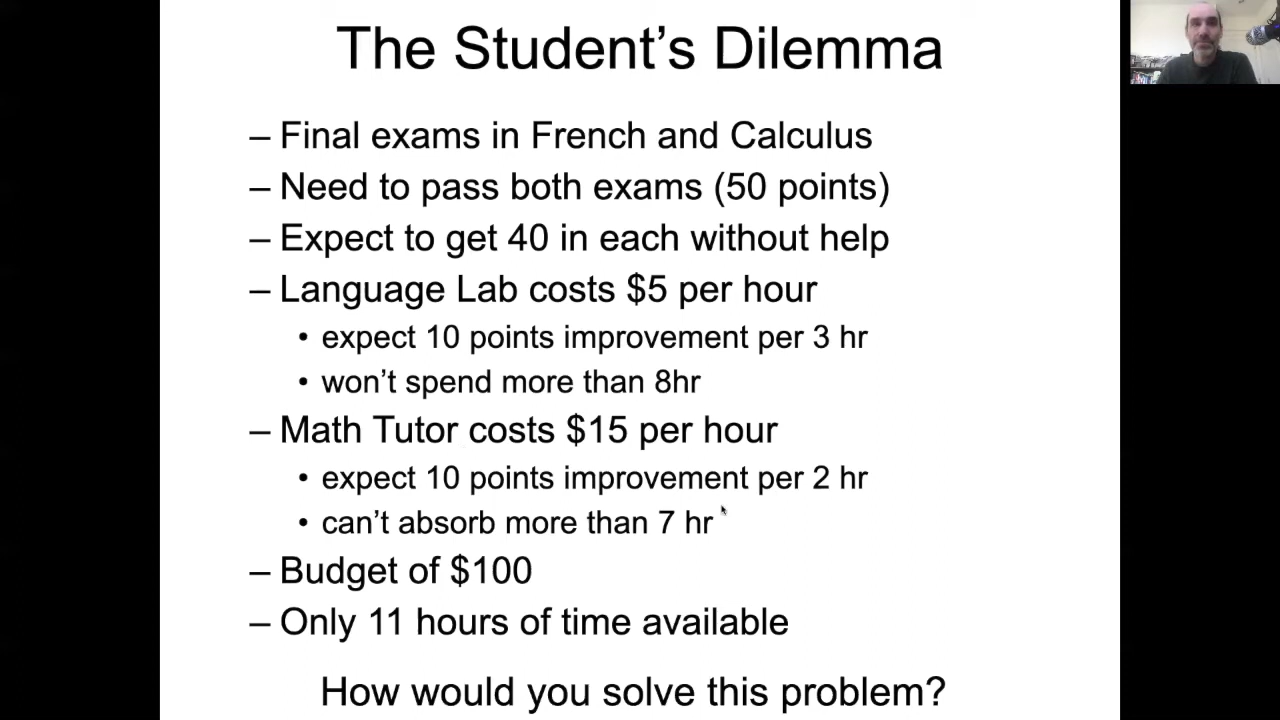 The Student’s Dilemma
– Final exams in French and Calculus
– Need to pass both exams (50 points)
– Expect to get 40 in each without help
– Language Lab costs $5 per hour
• expect 10 points improvement per 3 hr
• won’t spend more than 8hr
– Math Tutor costs $15 per hour
• expect 10 points improvement per 2 hr
• can’t absorb more than 7 hr
– Budget of $100
– Only 11 hours of time available
How would you solve this problem?